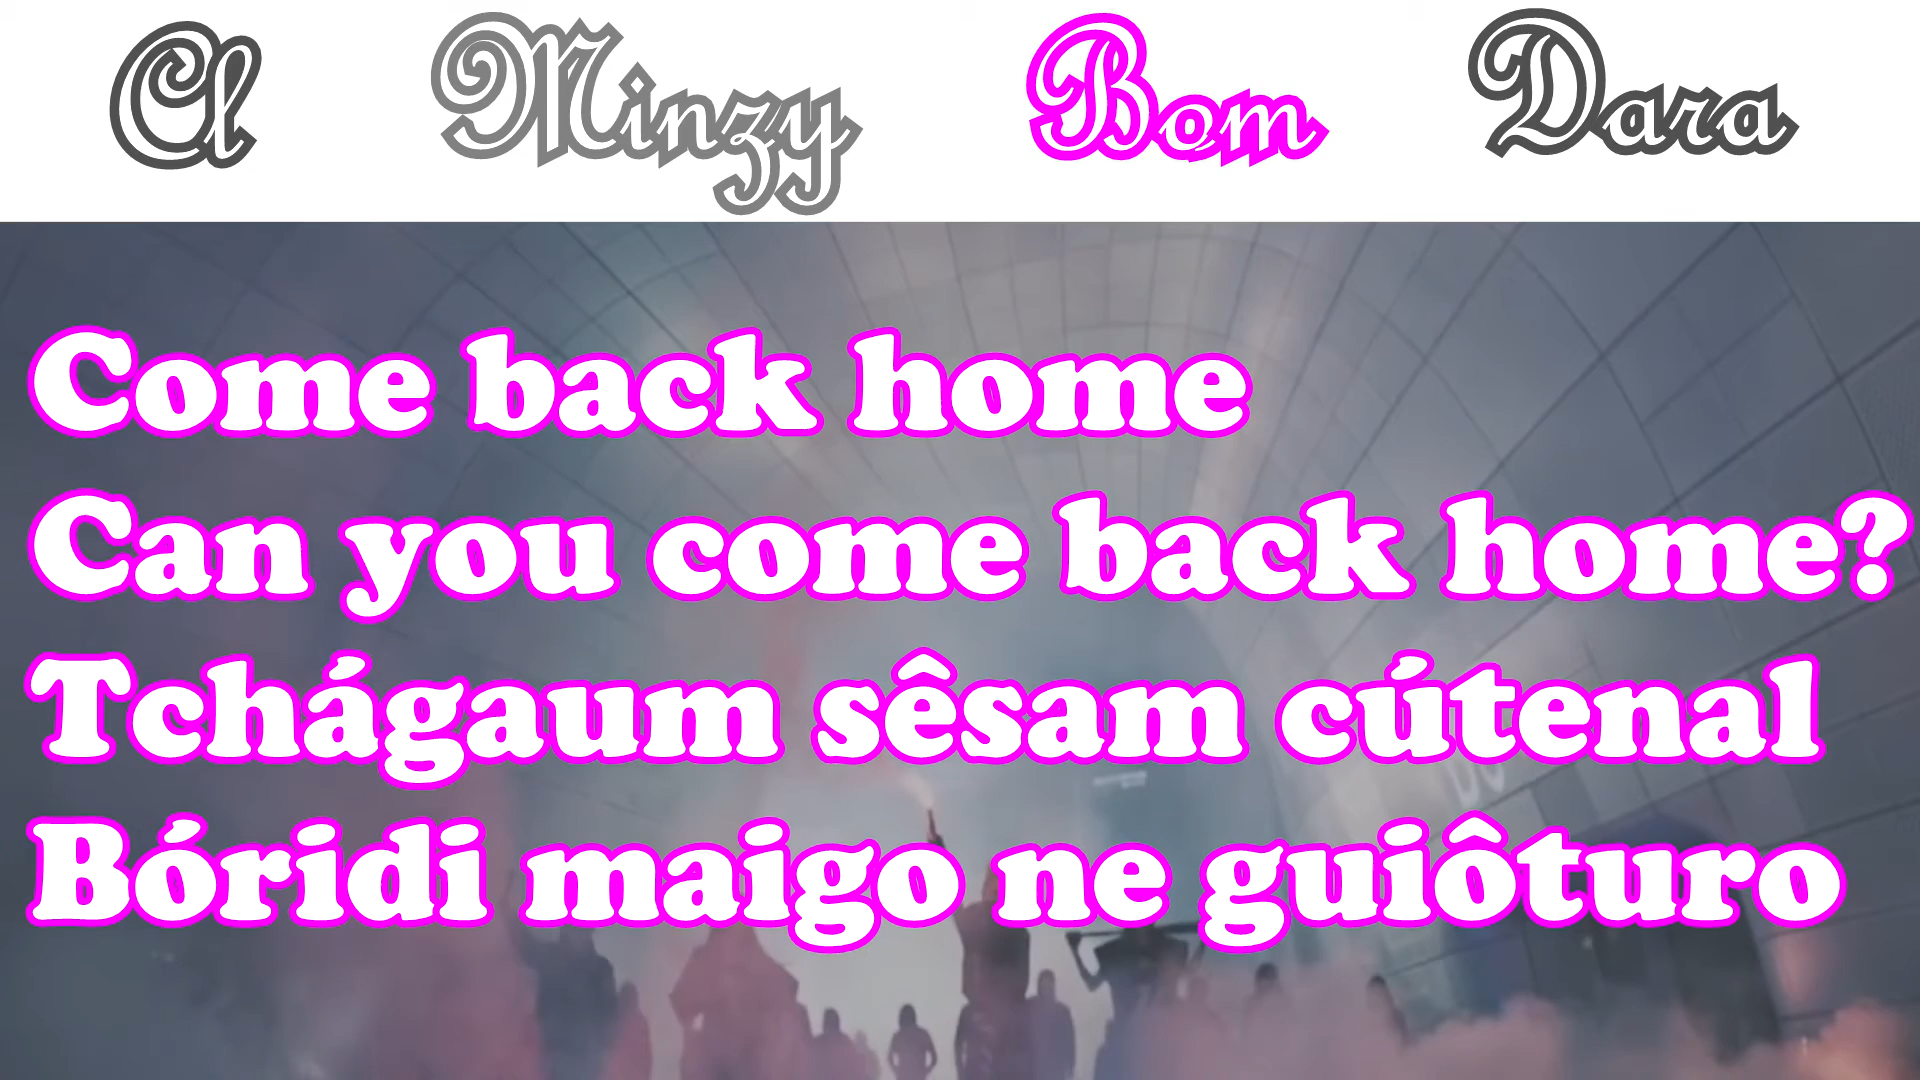 Cl Minzy Bom Dara
Come back home
Can you come back home?
Tchágaum sêsam cútenal
Bóridi maigo ne guiôturo